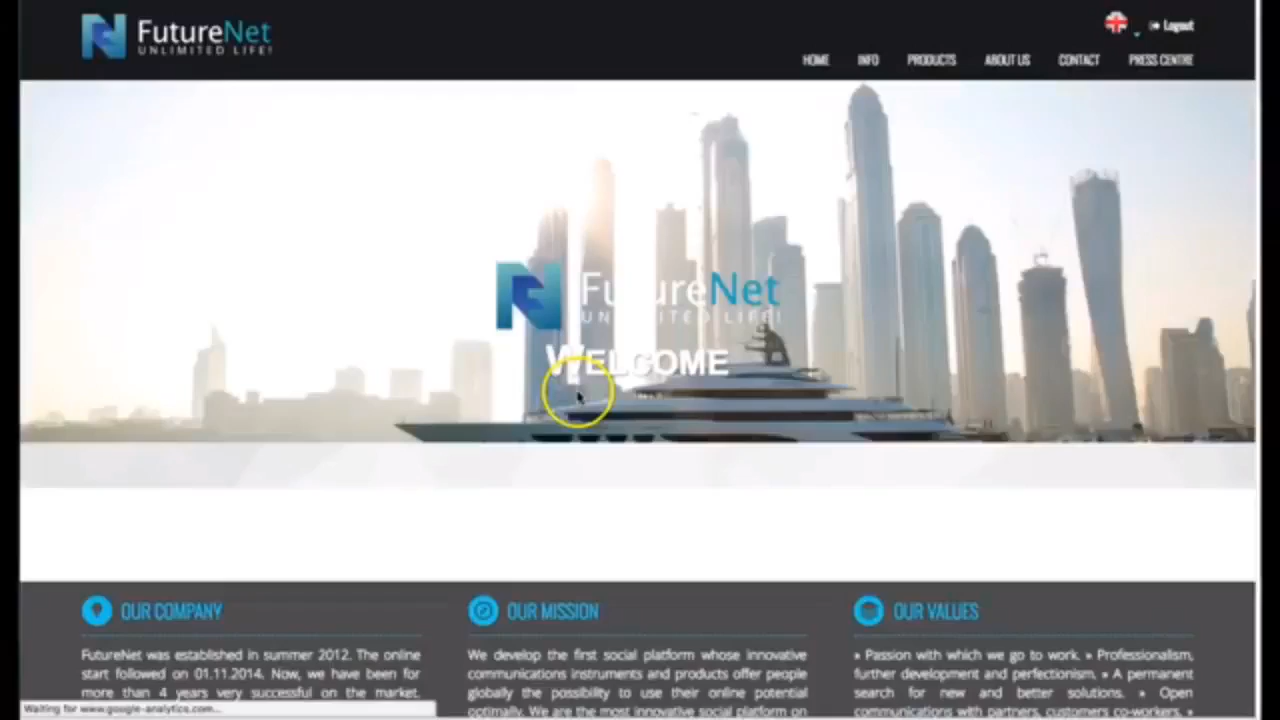 FutureNet
UNLIMITED LIFE!
Logout
HOME INFO PRODUCTS ABOUT US CONTACT PRESS CENTRE
FutureNet
UNLIMITED LIFE!
WELCOME
OUR COMPANY
FutureNet was established in summer 2012. The online
start followed on 01.11.2014. Now, we have been for
more than 4 years very successful on the market.
OUR MISSION
We develop the first social platform whose innovative
communications instruments and products offer people
globally the possibility to use their online potential
optimally. We are the most innovative social platform on
OUR VALUES
• Passion with which we go to work. • Professionalism,
further development and perfectionism. • A permanent
search for new and better solutions. • Open
communications with partners, customers co-workers. •
Waiting for www.google-analytics.com...